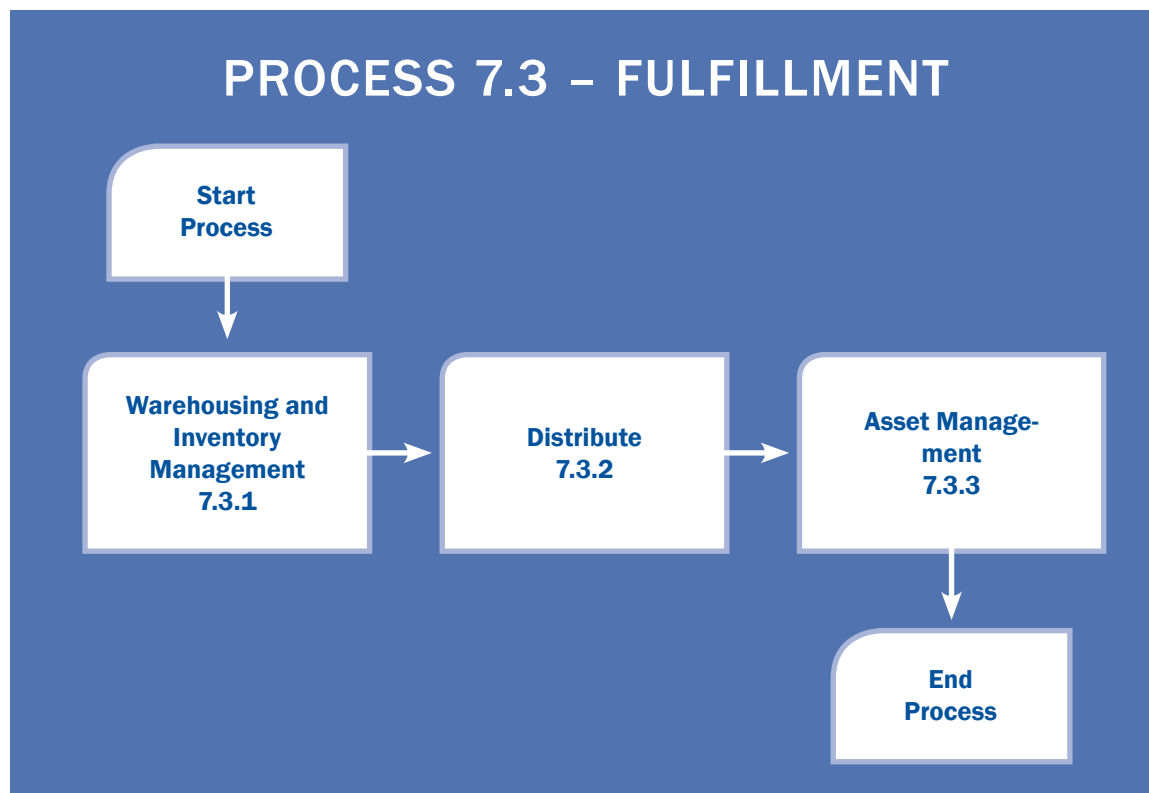 PROCESS 7.3 – FULFILLMENT
Start
Process
Warehousing and
Inventory
Management
7.3.1
Distribute
7.3.2
Asset Manage-
ment
7.3.3
End
Process